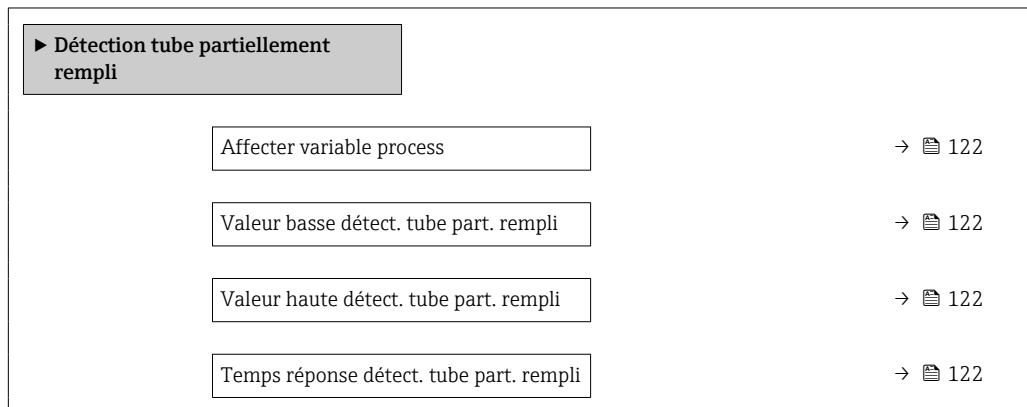 ► Détection tube partiellement
rempli
Affecter variable process → 122
Valeur basse détect. tube part. rempli → 122
Valeur haute détect. tube part. rempli → 122
Temps réponse détect. tube part. rempli → 122